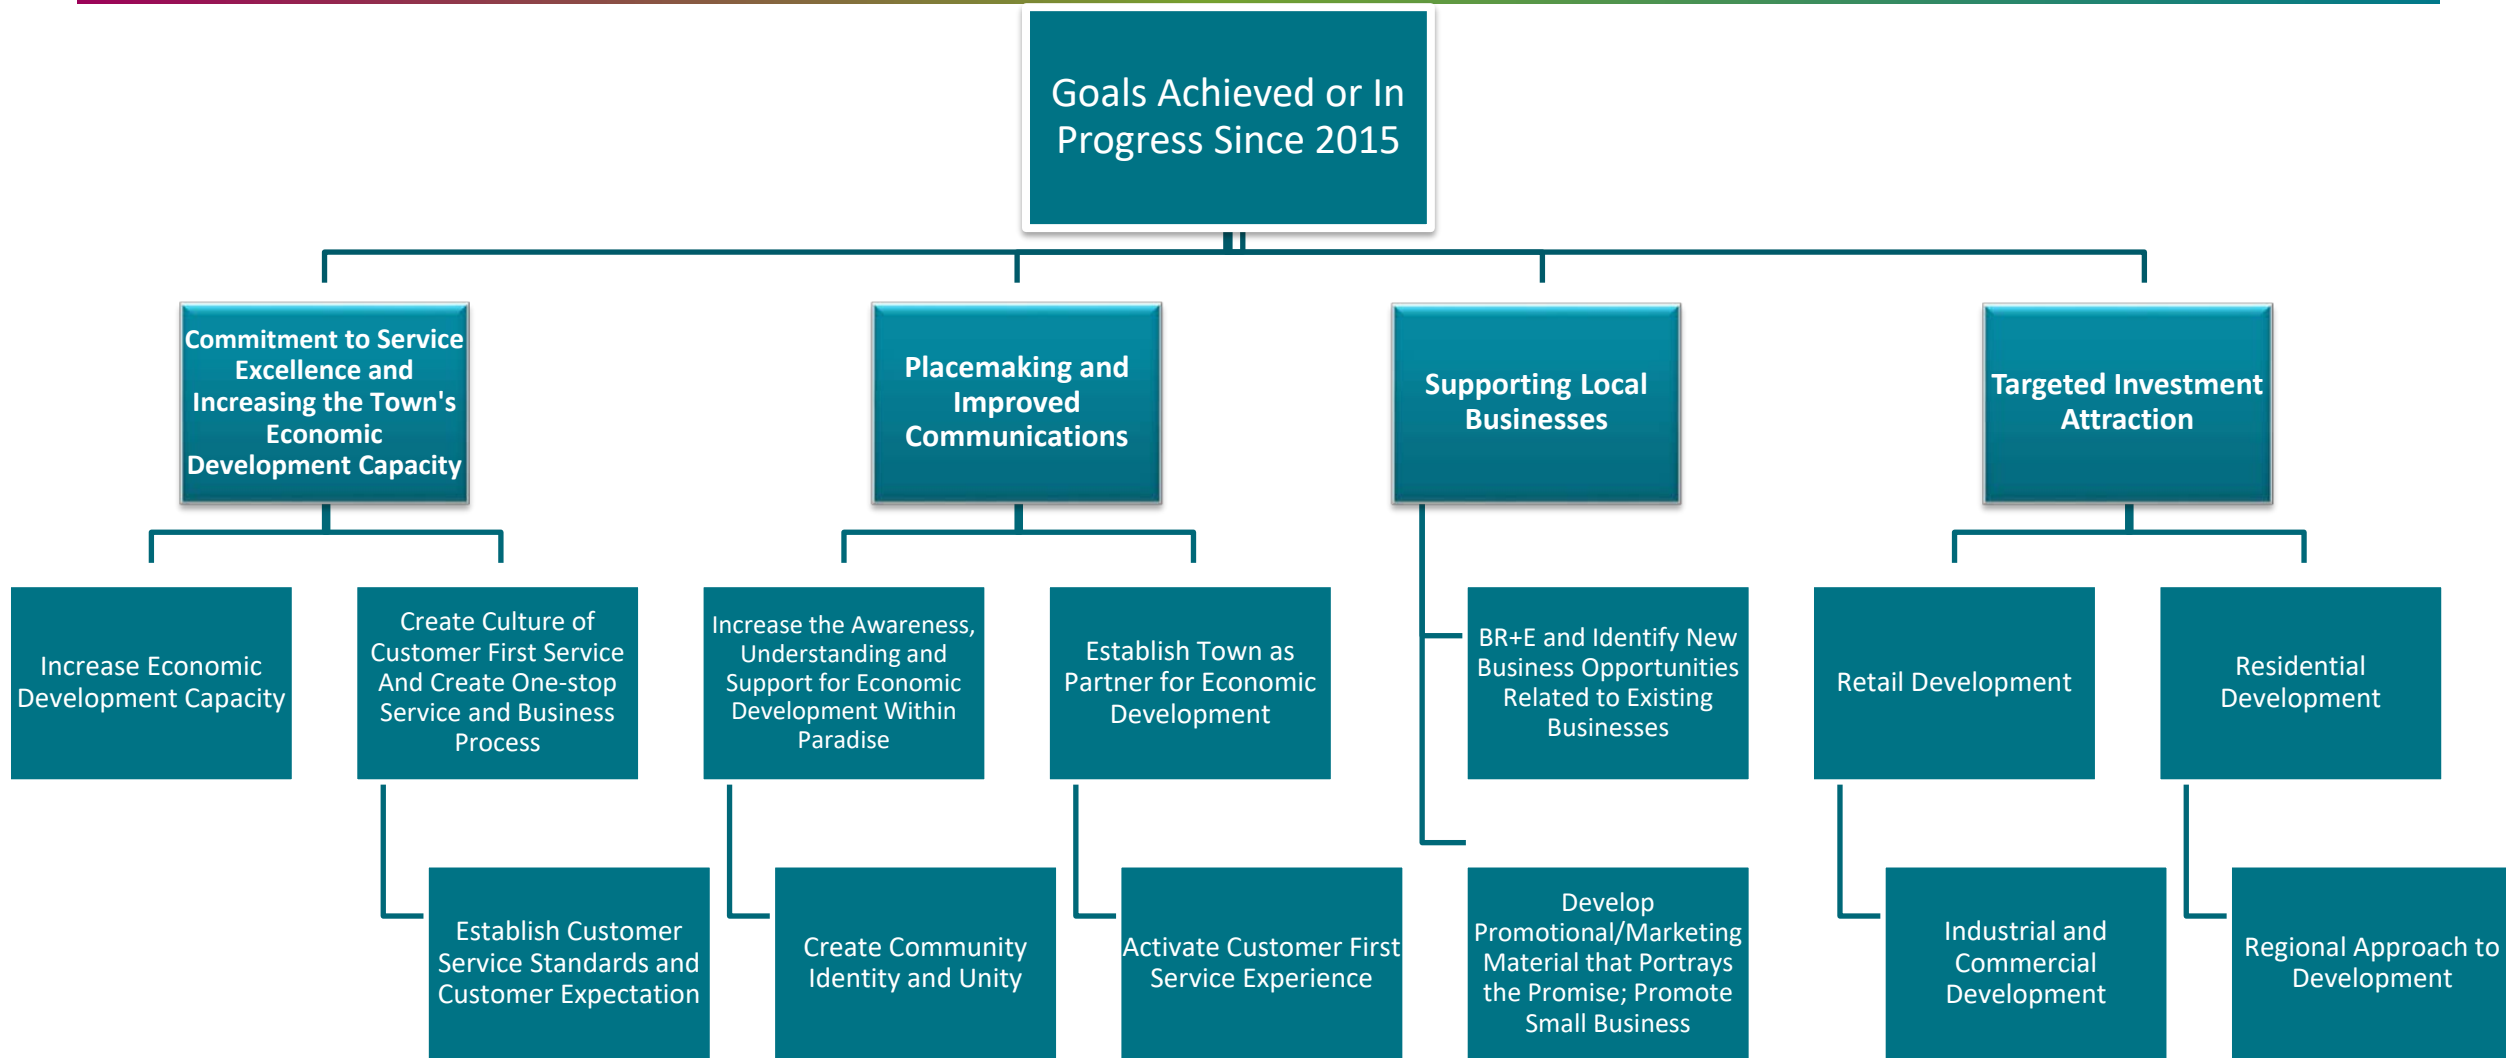 Goals Achieved or In
Progress Since 2015
Commitment to Service
Excellence and
Increasing the Town's
Economic
Development Capacity
Placemaking and
Improved
Communications
Supporting Local
Businesses
Targeted Investment
Attraction
Increase Economic
Development Capacity
Create Culture of
Customer First Service
And Create One-stop
Service and Business
Process
Increase the Awareness,
Understanding and
Support for Economic
Development Within
Paradise
Establish Town as
Partner for Economic
Development
BR+E and Identify New
Business Opportunities
Related to Existing
Businesses
Retail Development
Residential
Development
Establish Customer
Service Standards and
Customer Expectation
Create Community
Identity and Unity
Activate Customer First
Service Experience
Develop
Promotional/Marketing
Material that Portrays
the Promise; Promote
Small Business
Industrial and
Commercial
Development
Regional Approach to
Development